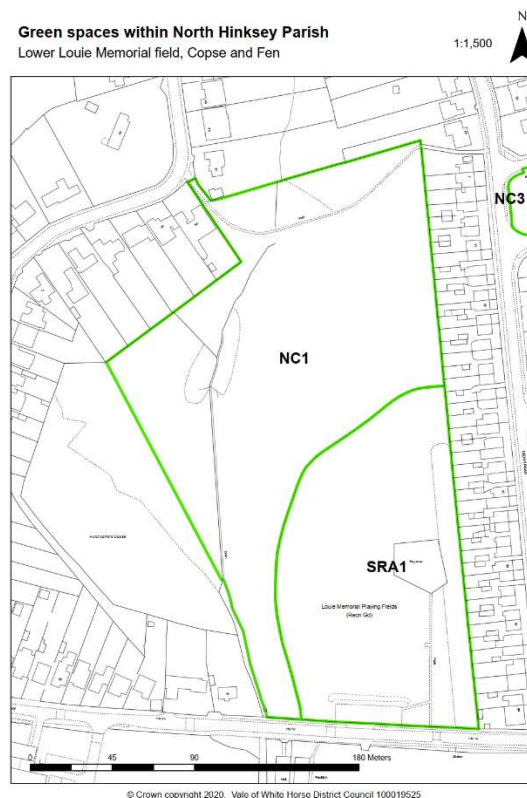 Green spaces within North Hinksey Parish
Lower Louie Memorial field, Copse and Fen
1:1,500
N
NC3
NC1
SRA1
Louie Memorial Playing Fields
(Recn Gd)
0 45 90 180 Meters
© Crown copyright 2020. Vale of White Horse District Council 100019525